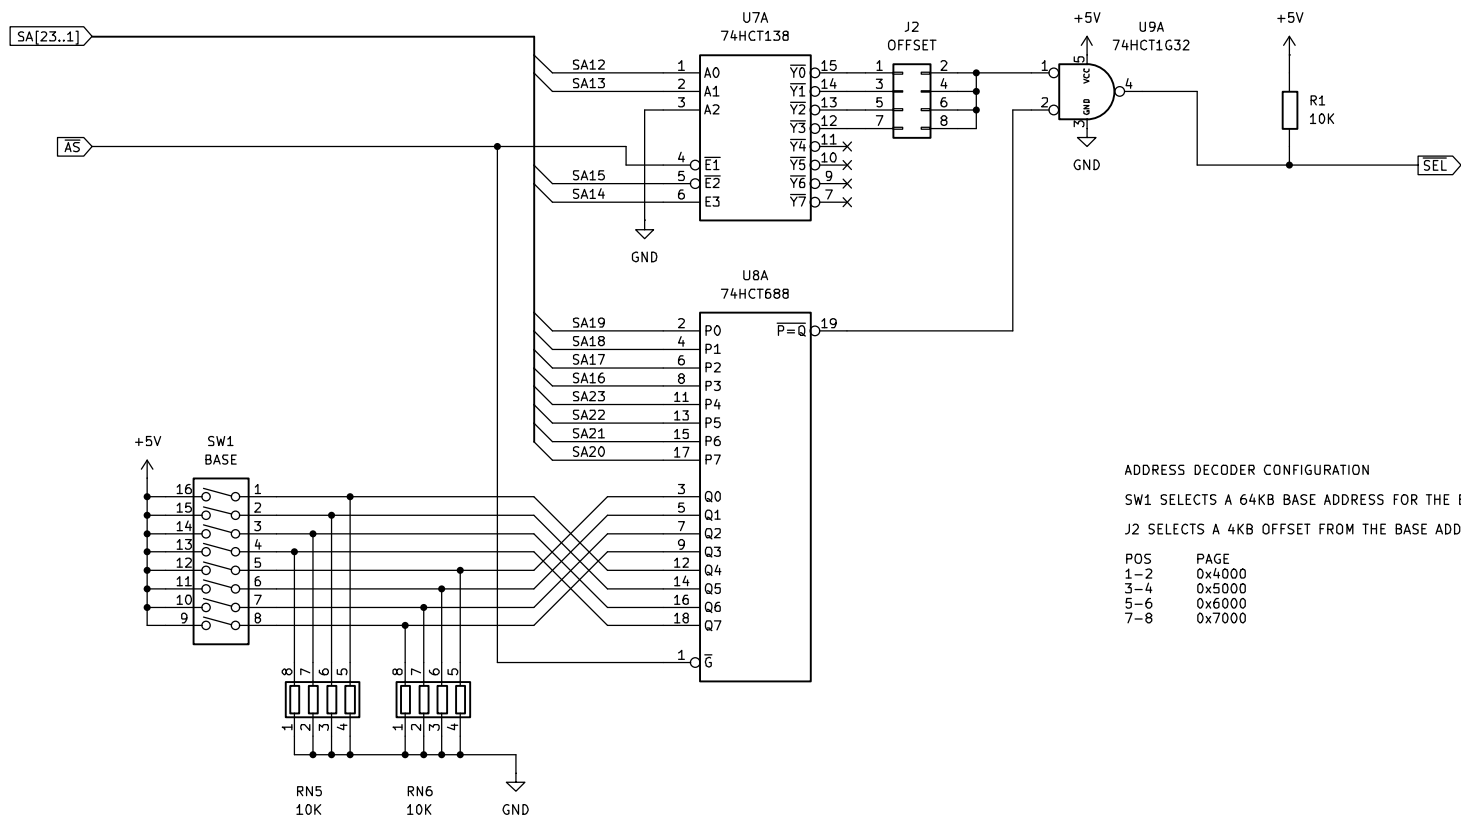 SA[23..1]
AS
U7A
74HCT138
SA12 1 A0
SA13 2 A1
3 A2
4 E1
SA15 5 E2
SA14 6 E3
GND
Y0 15
Y1 14
Y2 13
Y3 12
Y4 11
Y5 10
Y6 9
Y7 7
J2
OFFSET
1 2
3 4
5 6
7 8
+5V
U9A
74HCT1G32
1
2
VCC 5
GND 3
4
GND
+5V
R1
10K
SEL
U8A
74HCT688
SA19 2 P0
SA18 4 P1
SA17 6 P2
SA16 8 P3
SA23 11 P4
SA22 13 P5
SA21 15 P6
SA20 17 P7
3 Q0
5 Q1
7 Q2
9 Q3
12 Q4
14 Q5
16 Q6
18 Q7
1 G
P=Q 19
+5V
SW1
BASE
16 1
15 2
14 3
13 4
12 5
11 6
10 7
9 8
8 7 6 5
1 2 3 4
RN5
10K
8 7 6 5
1 2 3 4
RN6
10K
GND
ADDRESS DECODER CONFIGURATION
SW1 SELECTS A 64KB BASE ADDRESS FOR THE
J2 SELECTS A 4KB OFFSET FROM THE BASE ADD
POS PAGE
1-2 0x4000
3-4 0x5000
5-6 0x6000
7-8 0x7000